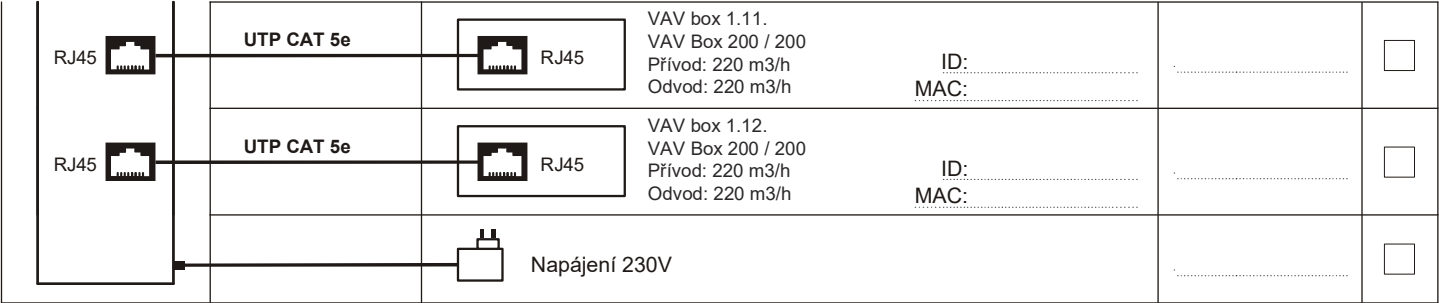 RJ45
UTP CAT 5e
RJ45
VAV box 1.11.
VAV Box 200 / 200
Přívod: 220 m3/h
Odvod: 220 m3/h
ID:
MAC:
RJ45
UTP CAT 5e
RJ45
VAV box 1.12.
VAV Box 200 / 200
Přívod: 220 m3/h
Odvod: 220 m3/h
ID:
MAC:
Napájení 230V